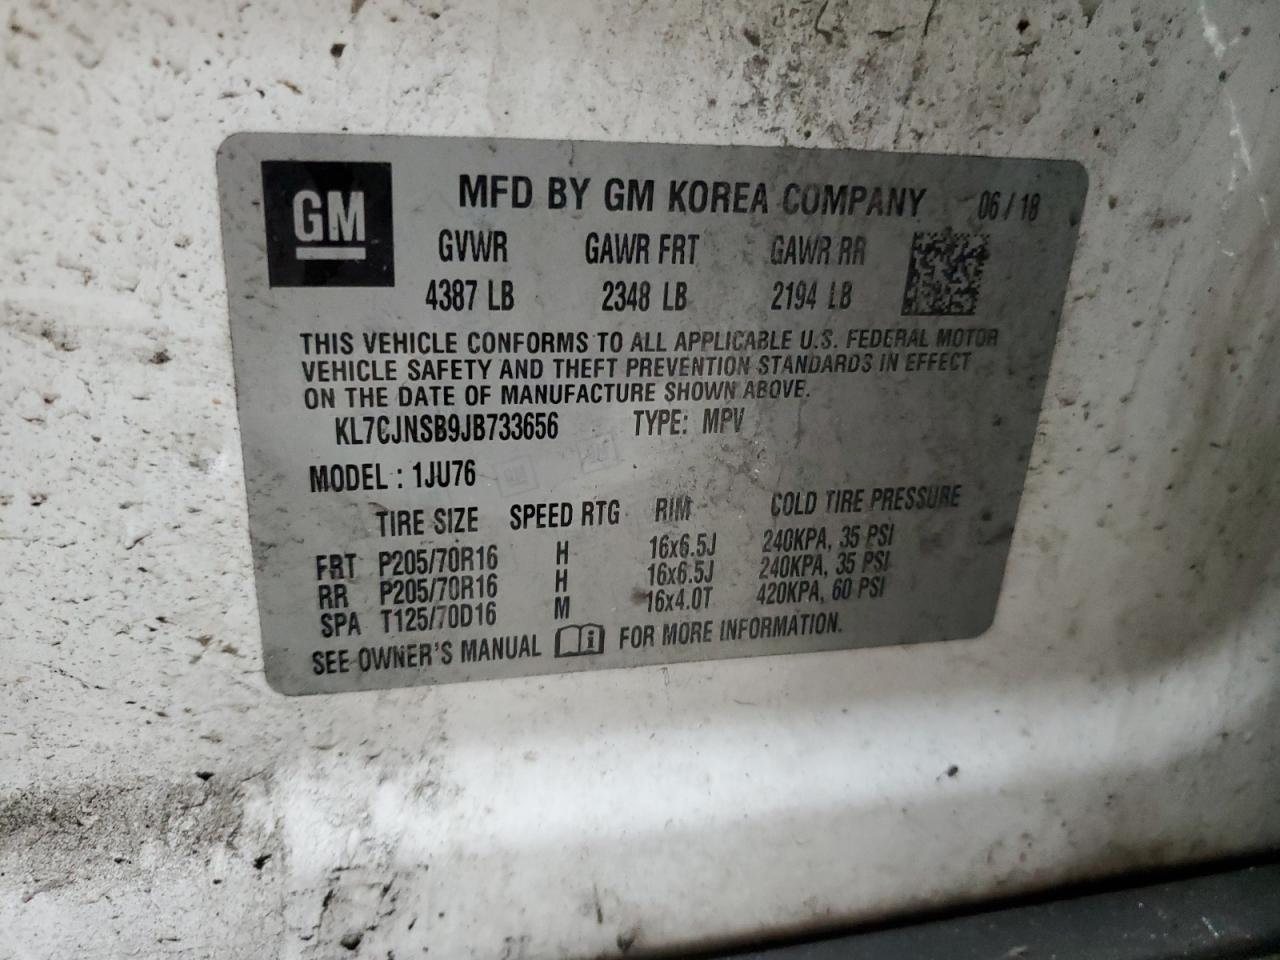 GM
MFD BY GM KOREA COMPANY 06/18
GVWR GAWR FRT GAWR RR
4387 LB 2348 LB 2194 LB
THIS VEHICLE CONFORMS TO ALL APPLICABLE U.S. FEDERAL MOTOR
VEHICLE SAFETY AND THEFT PREVENTION STANDARDS IN EFFECT
ON THE DATE OF MANUFACTURE SHOWN ABOVE.
KL7CJNSB9JB733656 TYPE: MPV
MODEL : 1JU76
TIRE SIZE SPEED RTG RIM COLD TIRE PRESSURE
FRT P205/70R16 H 16x6.5J 240KPA, 35 PSI
RR P205/70R16 H 16x6.5J 240KPA, 35 PSI
SPA T125/70D16 M 16x4.0T 420KPA, 60 PSI
SEE OWNER'S MANUAL FOR MORE INFORMATION.